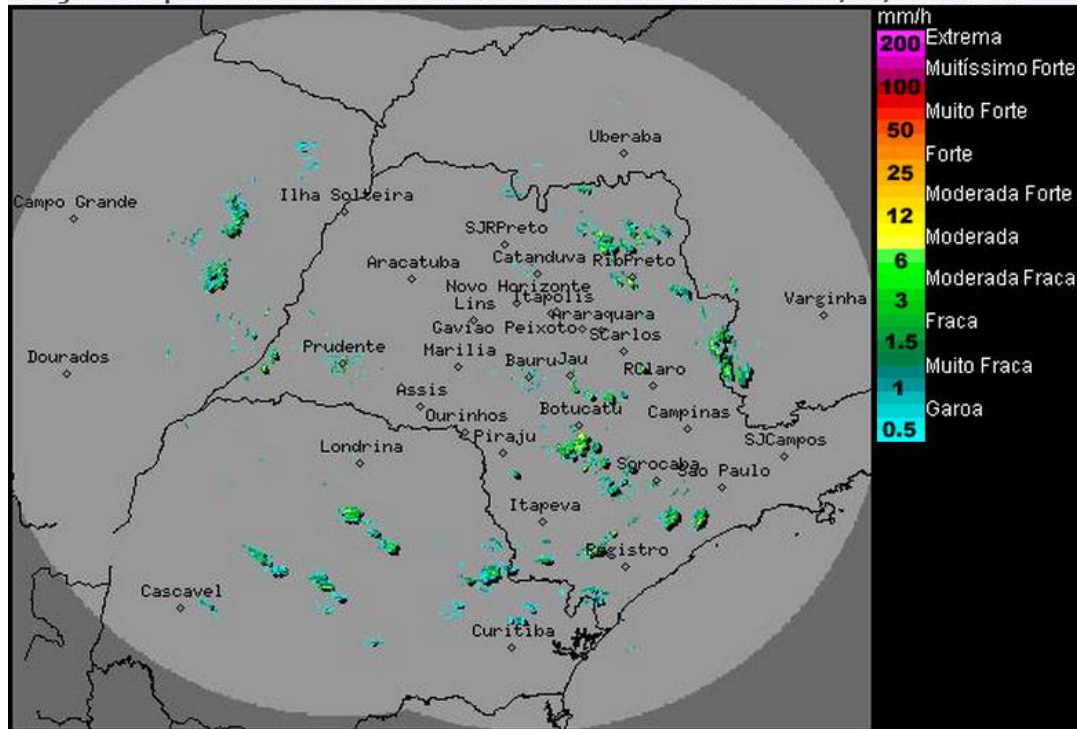 mm/h
200 Extrema
Muitíssimo Forte
100
Muito Forte
50
Forte
25
Moderada Forte
12
Moderada
6
Moderada Fraca
3
Fraca
1.5
Muito Fraca
1
Garoa
0.5
Uberaba
Campo Grande
Ilha Solteira
SJRPreto
Catanduva
RibPreto
Aracatuba
Novo Horizonte
Itapolis
Lins
Araraquara
Varginha
Gaviao Peixoto
SCarlos
Dourados
Prudente
Marilia
Bauru
Jau
RClaro
Assis
Ourinhos
Botucatu
Campinas
Piraju
SJCampos
Londrina
Sorocaba
Sao Paulo
Itapeva
Registro
Cascavel
Curitiba